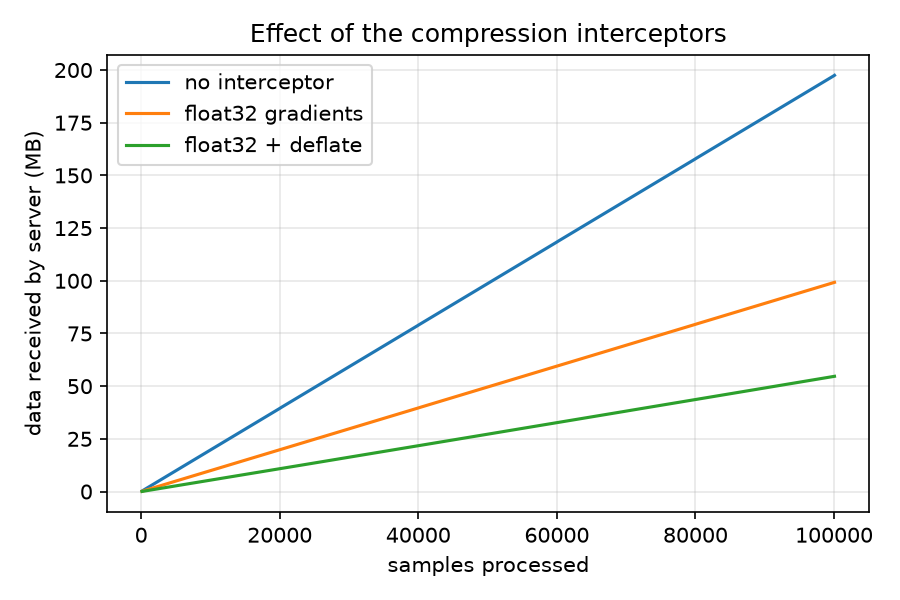 Effect of the compression interceptors
no interceptor
float32 gradients
float32 + deflate
data received by server (MB)
200
175
150
125
100
75
50
25
0
0 20000 40000 60000 80000 100000
samples processed